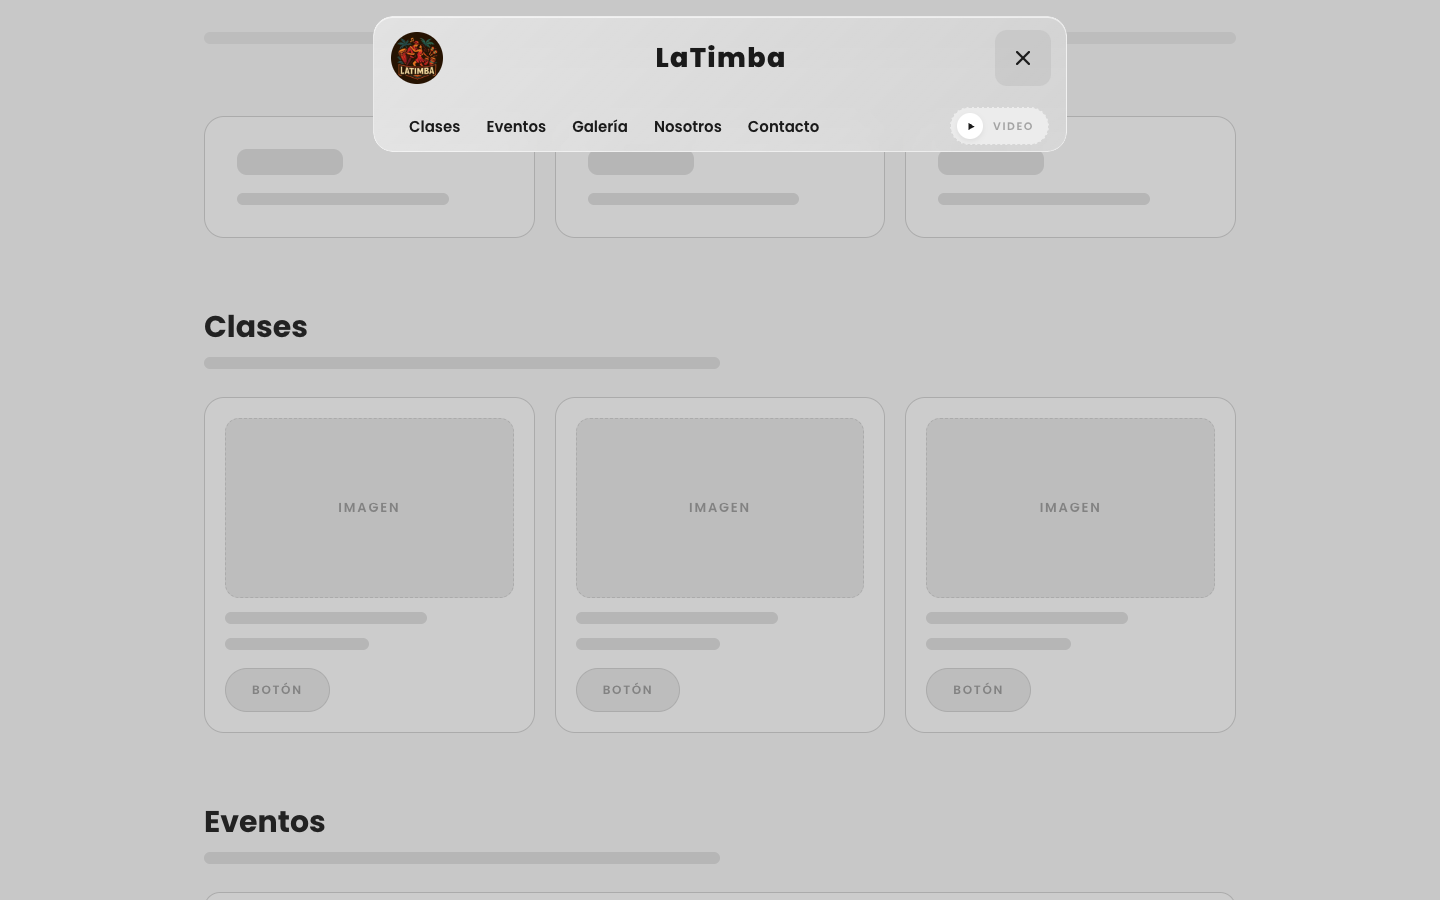 LATIMBA
LaTimba
Clases Eventos Galería Nosotros Contacto
VIDEO
Clases
IMAGEN IMAGEN IMAGEN
BOTÓN BOTÓN BOTÓN
Eventos